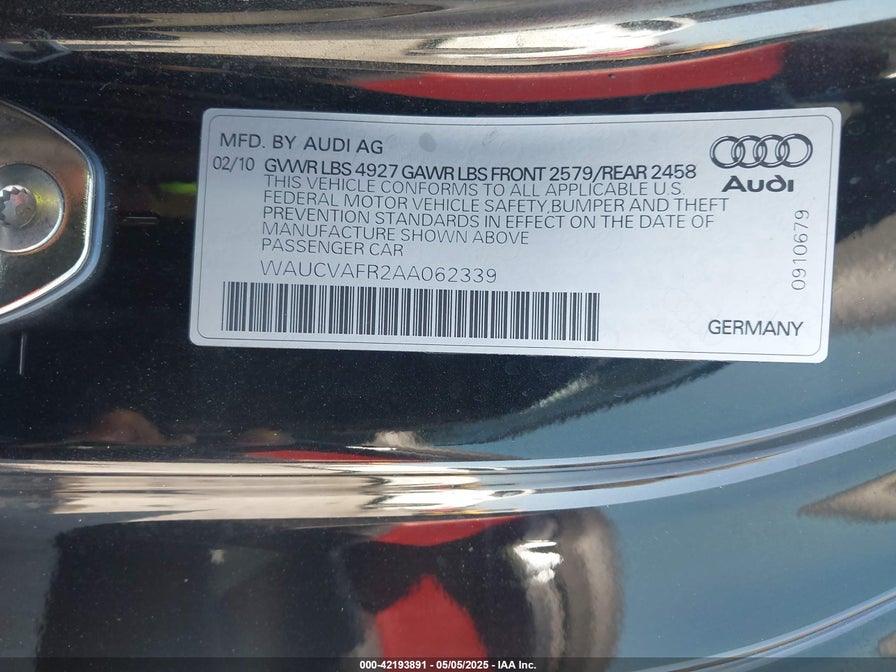 MFD. BY AUDI AG
02/10 GVWR LBS 4927 GAWR LBS FRONT 2579/REAR 2458
THIS VEHICLE CONFORMS TO ALL APPLICABLE U.S.
FEDERAL MOTOR VEHICLE SAFETY,BUMPER AND THEFT
PREVENTION STANDARDS IN EFFECT ON THE DATE OF
MANUFACTURE SHOWN ABOVE
PASSENGER CAR
WAUCVAFR2AA062339
Audi
0910679
GERMANY
000-42193891 - 05/05/2025 - IAA Inc.